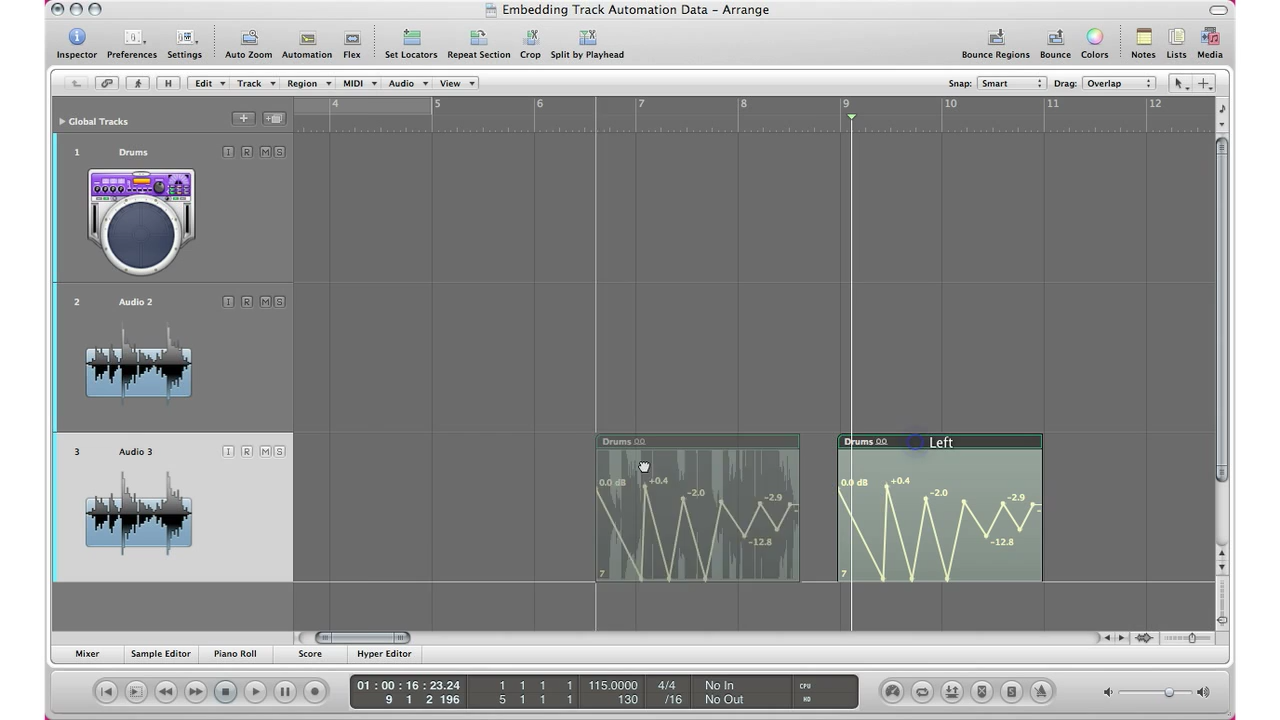 Embedding Track Automation Data – Arrange
Inspector Preferences Settings Auto Zoom Automation Flex Set Locators Repeat Section Crop Split by Playhead Bounce Regions Bounce Colors Notes Lists Media
H Edit Track Region MIDI Audio View Snap: Smart Drag: Overlap
Global Tracks
4 5 6 7 8 9 10 11 12
1 Drums I R M S
2 Audio 2 I R M S
3 Audio 3 I R M S
Drums
0.0 dB +0.4 -2.0 -2.9 -12.8
7
Drums Left
0.0 dB +0.4 -2.0 -2.9 -12.8
7
Mixer Sample Editor Piano Roll Score Hyper Editor
01 : 00 : 16 : 23.24 1 1 1 1 115.0000 4/4 No In CPU
9 1 2 196 5 1 1 1 130 /16 No Out HD
S